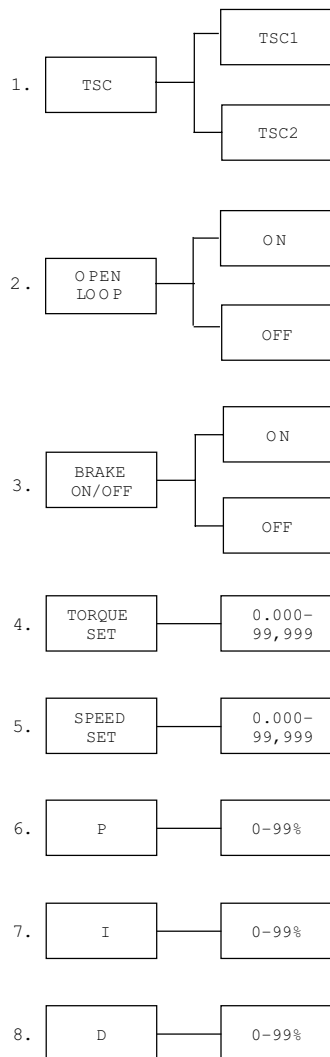 TSC1
1. TSC
TSC2
ON
2. OPEN
LOOP
OFF
ON
3. BRAKE
ON/OFF
OFF
4. TORQUE
SET
0.000-
99,999
5. SPEED
SET
0.000-
99,999
6. P 0-99%
7. I 0-99%
8. D 0-99%